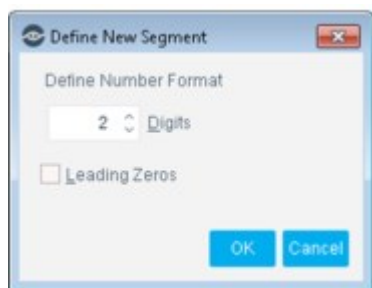 Define New Segment
Define Number Format
2 Digits
Leading Zeros
OK Cancel